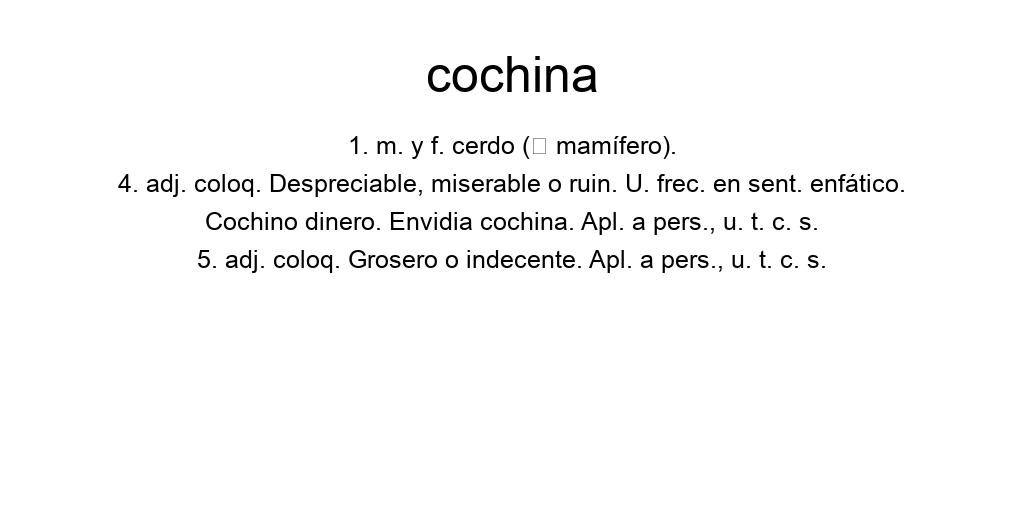 cochina
1. m. y f. cerdo (□ mamífero).
4. adj. coloq. Despreciable, miserable o ruin. U. frec. en sent. enfático.
Cochino dinero. Envidia cochina. Apl. a pers., u. t. c. s.
5. adj. coloq. Grosero o indecente. Apl. a pers., u. t. c. s.